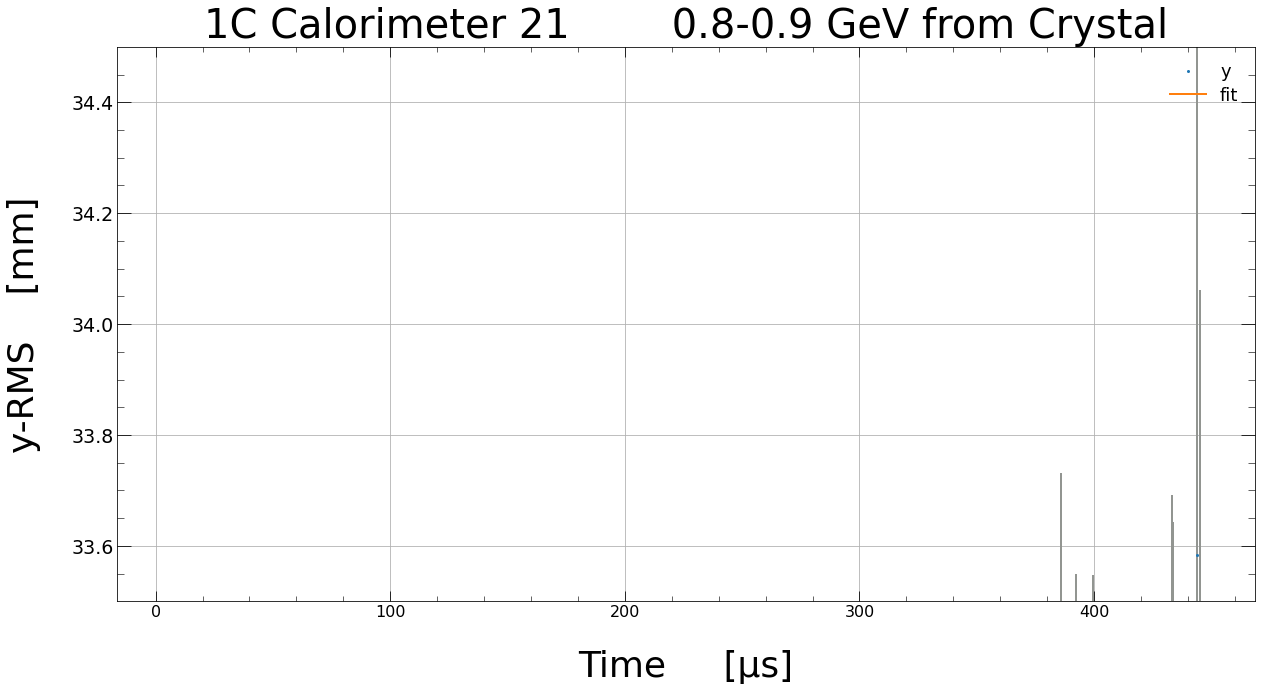 1C Calorimeter 21 0.8-0.9 GeV from Crystal
y
fit
34.4
34.2
34.0
33.8
33.6
y-RMS [mm]
0 100 200 300 400
Time [µs]